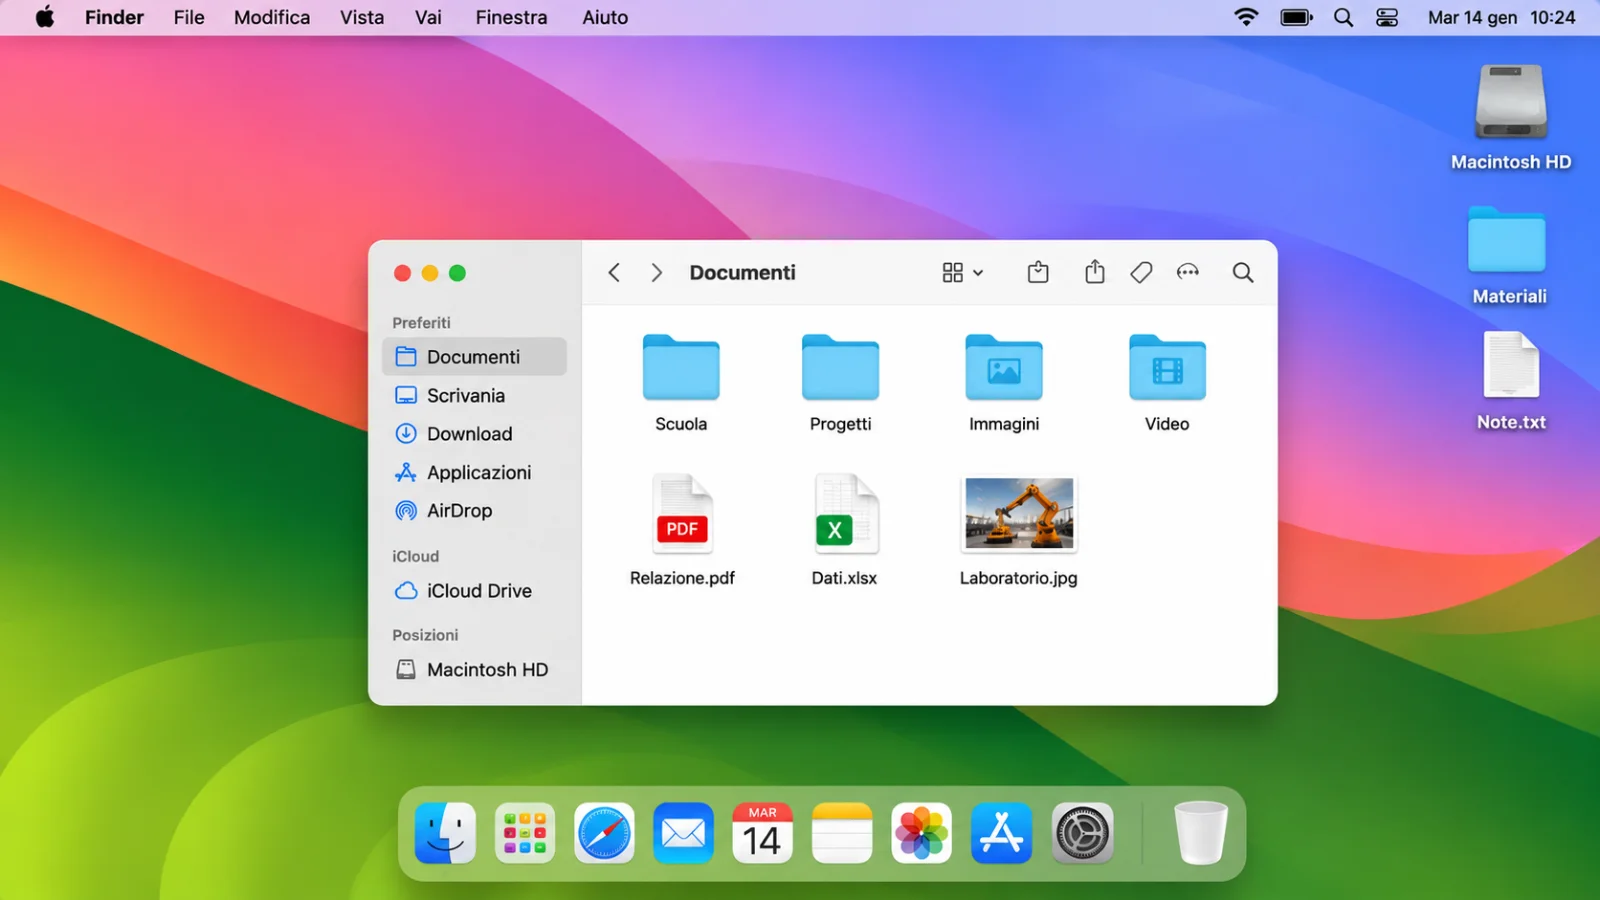 Finder File Modifica Vista Vai Finestra Aiuto Mar 14 gen 10:24
Macintosh HD
Materiali
Note.txt
Documenti
Preferiti
Documenti
Scrivania
Download
Applicazioni
AirDrop
iCloud
iCloud Drive
Posizioni
Macintosh HD
Scuola Progetti Immagini Video
PDF X
Relazione.pdf Dati.xlsx Laboratorio.jpg
MAR
14